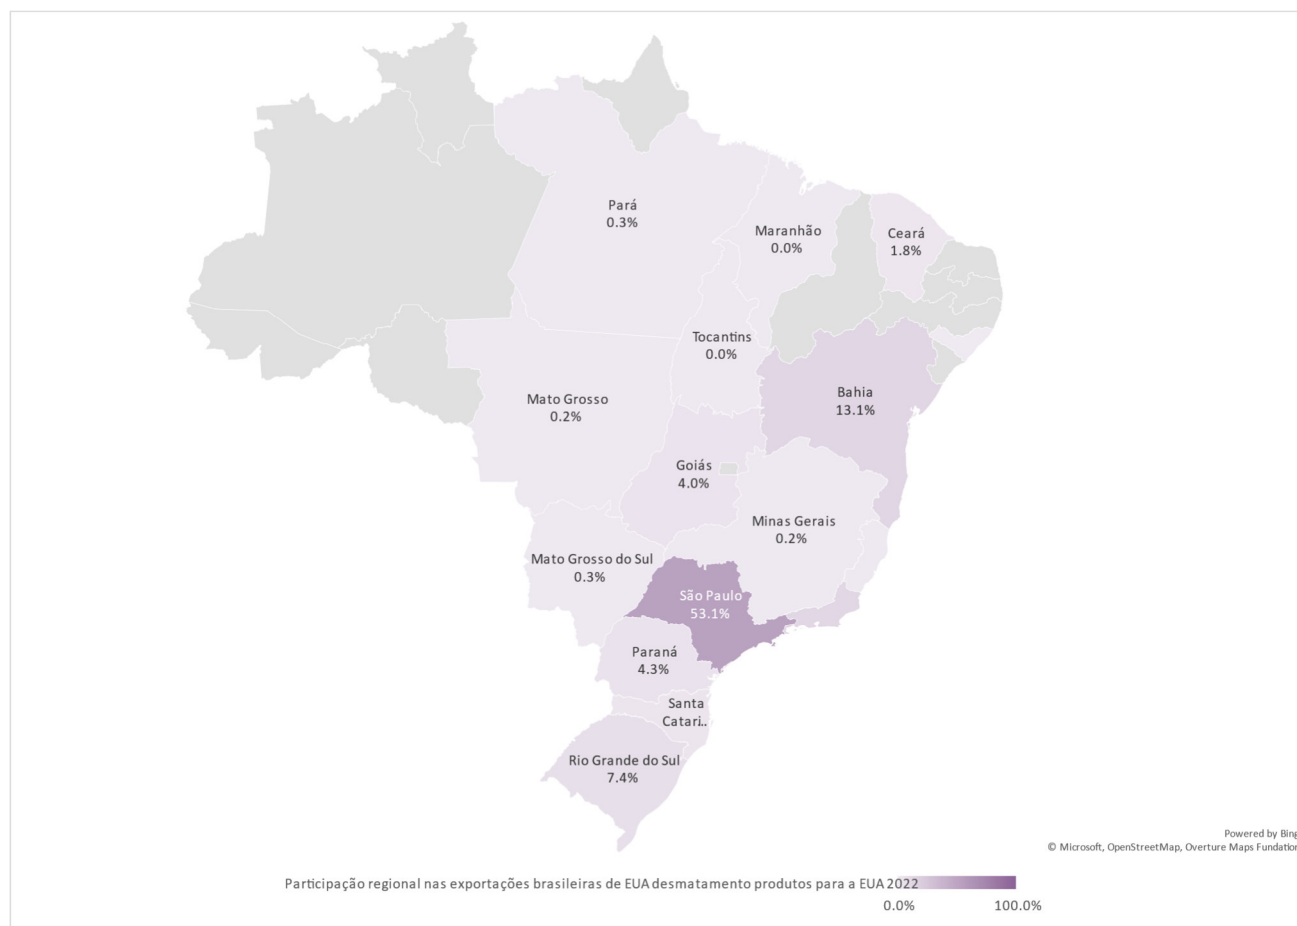 Pará
0.3%
Maranhão
0.0%
Ceará
1.8%
Tocantins
0.0%
Bahia
13.1%
Mato Grosso
0.2%
Goiás
4.0%
Minas Gerais
0.2%
Mato Grosso do Sul
0.3%
São Paulo
53.1%
Paraná
4.3%
Santa
Catari..
Rio Grande do Sul
7.4%
Powered by Bing
© Microsoft, OpenStreetMap, Overture Maps Fundation
Participação regional nas exportações brasileiras de EUA desmatamento produtos para a EUA 2022
0.0% 100.0%